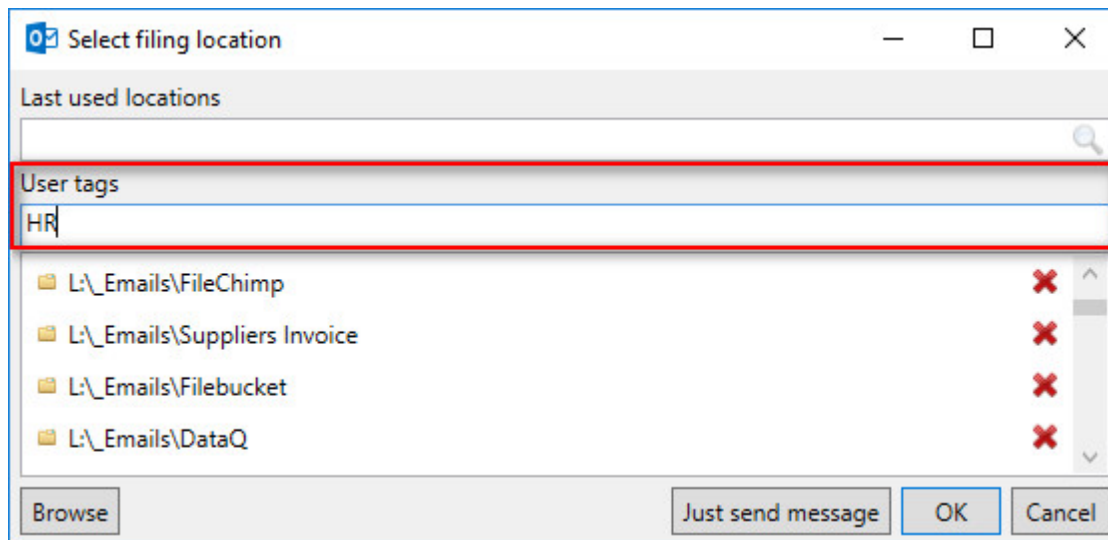 Select filing location
Last used locations
User tags
HR
L:\_Emails\FileChimp
L:\_Emails\Suppliers Invoice
L:\_Emails\Filebucket
L:\_Emails\DataQ
Browse Just send message OK Cancel